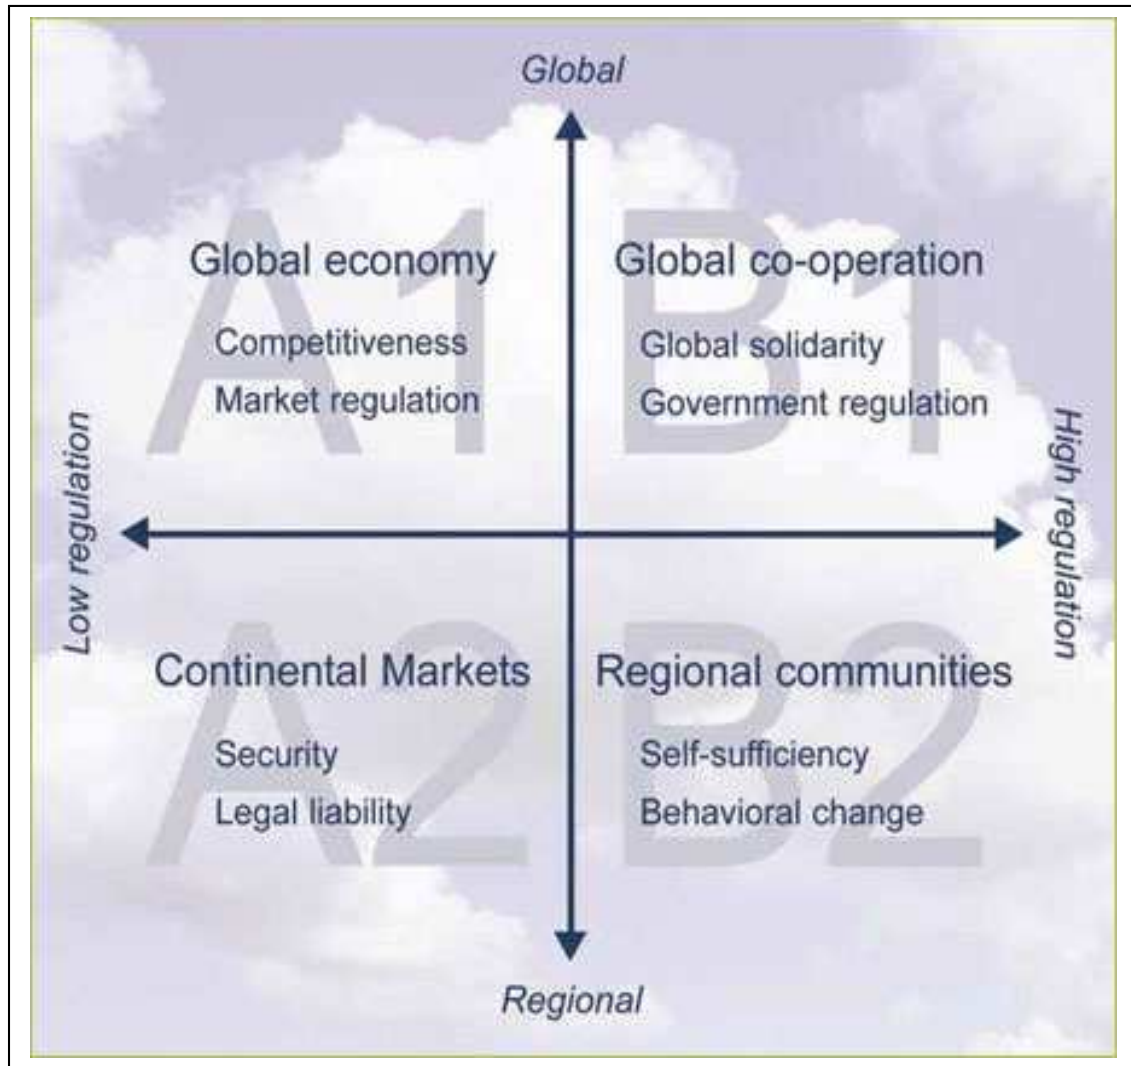 Global
A1
B1
Global economy
Global co-operation
Competitiveness
Global solidarity
Market regulation
Government regulation
Low regulation
High regulation
A2
B2
Continental Markets
Regional communities
Security
Self-sufficiency
Legal liability
Behavioral change
Regional